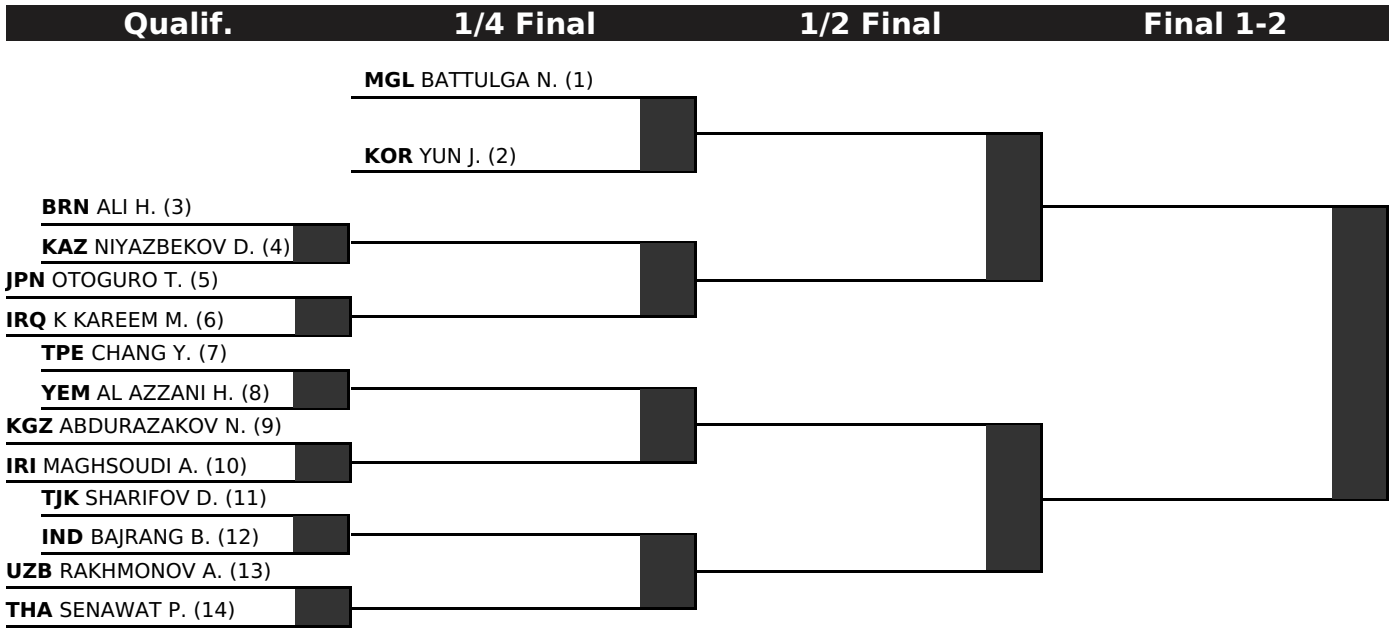 Qualif. 1/4 Final 1/2 Final Final 1-2
MGL BATTULGA N. (1)
KOR YUN J. (2)
BRN ALI H. (3)
KAZ NIYAZBEKOV D. (4)
JPN OTOGURO T. (5)
IRQ K KAREEM M. (6)
TPE CHANG Y. (7)
YEM AL AZZANI H. (8)
KGZ ABDURAZAKOV N. (9)
IRI MAGHSOUDI A. (10)
TJK SHARIFOV D. (11)
IND BAJRANG B. (12)
UZB RAKHMONOV A. (13)
THA SENAWAT P. (14)